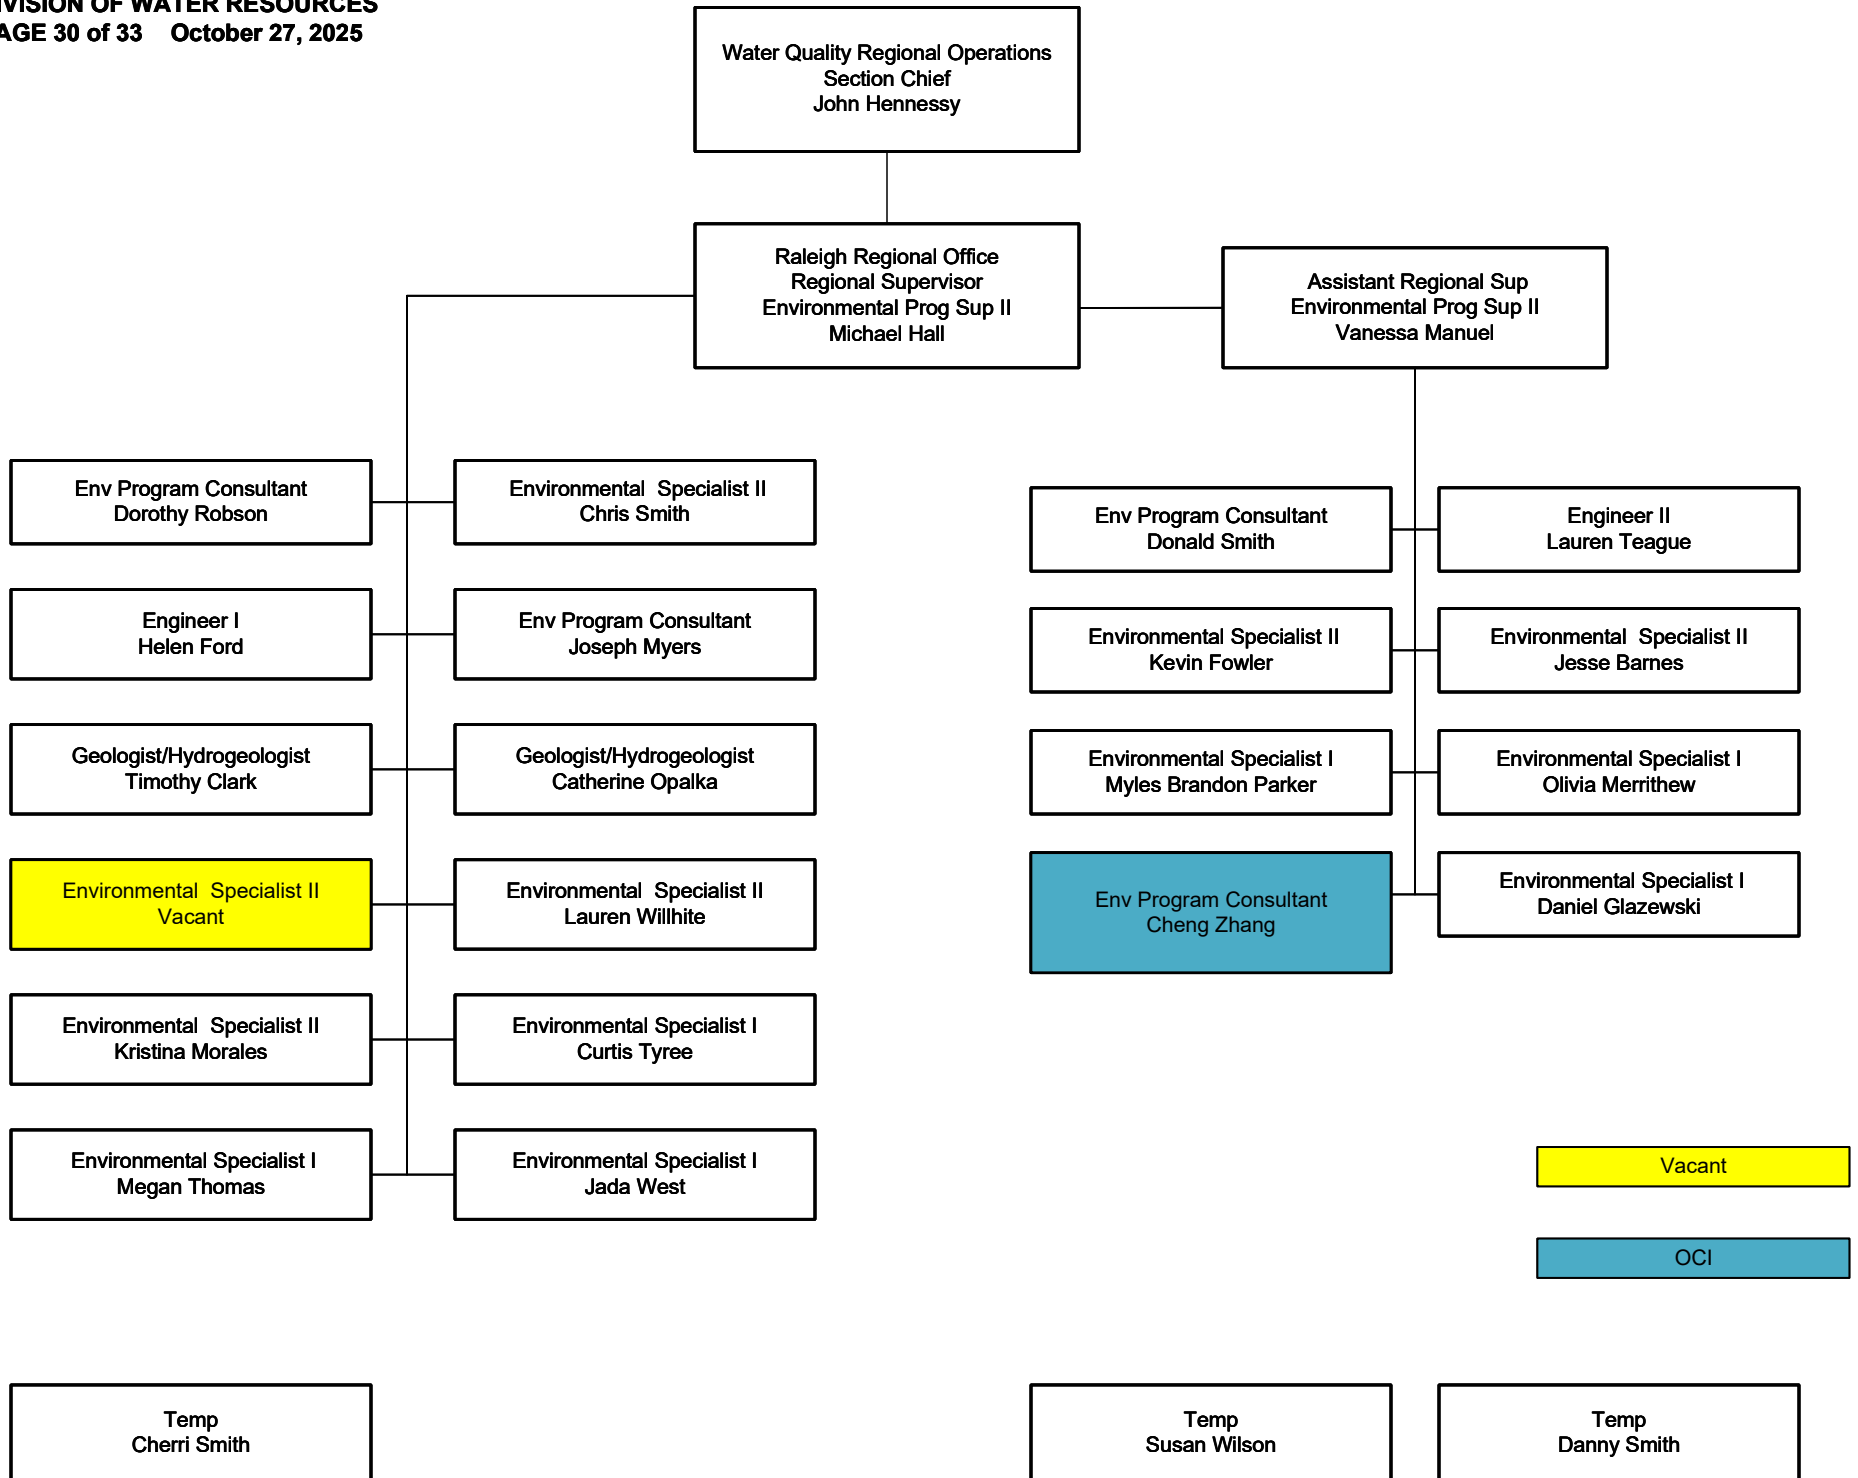 DIVISION OF WATER RESOURCES
PAGE 30 of 33 October 27, 2025
Water Quality Regional Operations
Section Chief
John Hennessy
Raleigh Regional Office
Regional Supervisor
Environmental Prog Sup II
Michael Hall
Assistant Regional Sup
Environmental Prog Sup II
Vanessa Manuel
Env Program Consultant
Dorothy Robson
Environmental Specialist II
Chris Smith
Engineer I
Helen Ford
Env Program Consultant
Joseph Myers
Geologist/Hydrogeologist
Timothy Clark
Geologist/Hydrogeologist
Catherine Opalka
Environmental Specialist II
Vacant
Environmental Specialist II
Lauren Willhite
Environmental Specialist II
Kristina Morales
Environmental Specialist I
Curtis Tyree
Environmental Specialist I
Megan Thomas
Environmental Specialist I
Jada West
Env Program Consultant
Donald Smith
Engineer II
Lauren Teague
Environmental Specialist II
Kevin Fowler
Environmental Specialist II
Jesse Barnes
Environmental Specialist I
Myles Brandon Parker
Environmental Specialist I
Olivia Merrithew
Env Program Consultant
Cheng Zhang
Environmental Specialist I
Daniel Glazewski
Vacant
OCI
Temp
Cherri Smith
Temp
Susan Wilson
Temp
Danny Smith